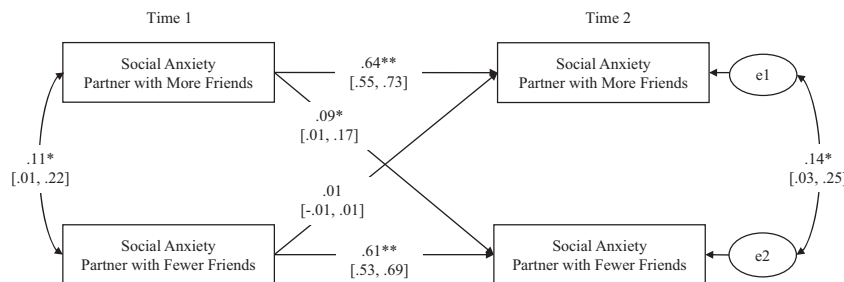 Time 1
Time 2
Social Anxiety
Partner with More Friends
.64**
[.55, .73]
Social Anxiety
Partner with More Friends
e1
.09*
[.01, .17]
.11*
[.01, .22]
.14*
[.03, .25]
.01
[-.01, .01]
Social Anxiety
Partner with Fewer Friends
.61**
[.53, .69]
Social Anxiety
Partner with Fewer Friends
e2